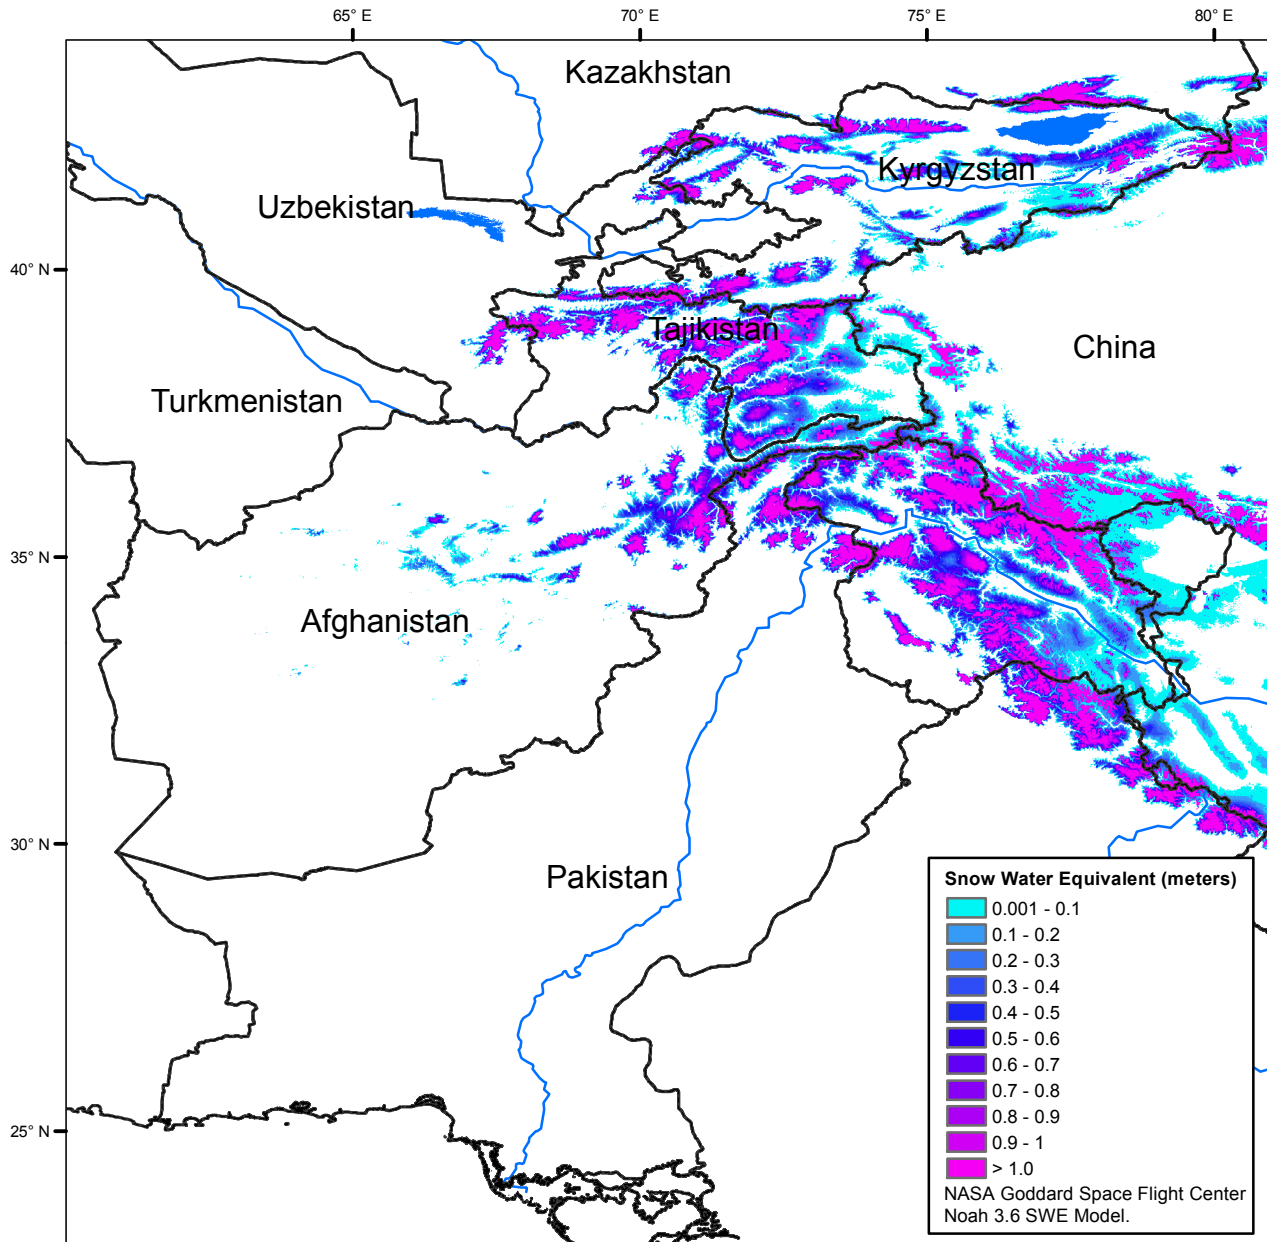 65° E
70° E
75° E
80° E
Kazakhstan
Kyrgyzstan
Uzbekistan
40° N
Tajikistan
China
Turkmenistan
35° N
Afghanistan
30° N
Pakistan
25° N
Snow Water Equivalent (meters)
0.001 - 0.1
0.1 - 0.2
0.2 - 0.3
0.3 - 0.4
0.4 - 0.5
0.5 - 0.6
0.6 - 0.7
0.7 - 0.8
0.8 - 0.9
0.9 - 1
> 1.0
NASA Goddard Space Flight Center
Noah 3.6 SWE Model.